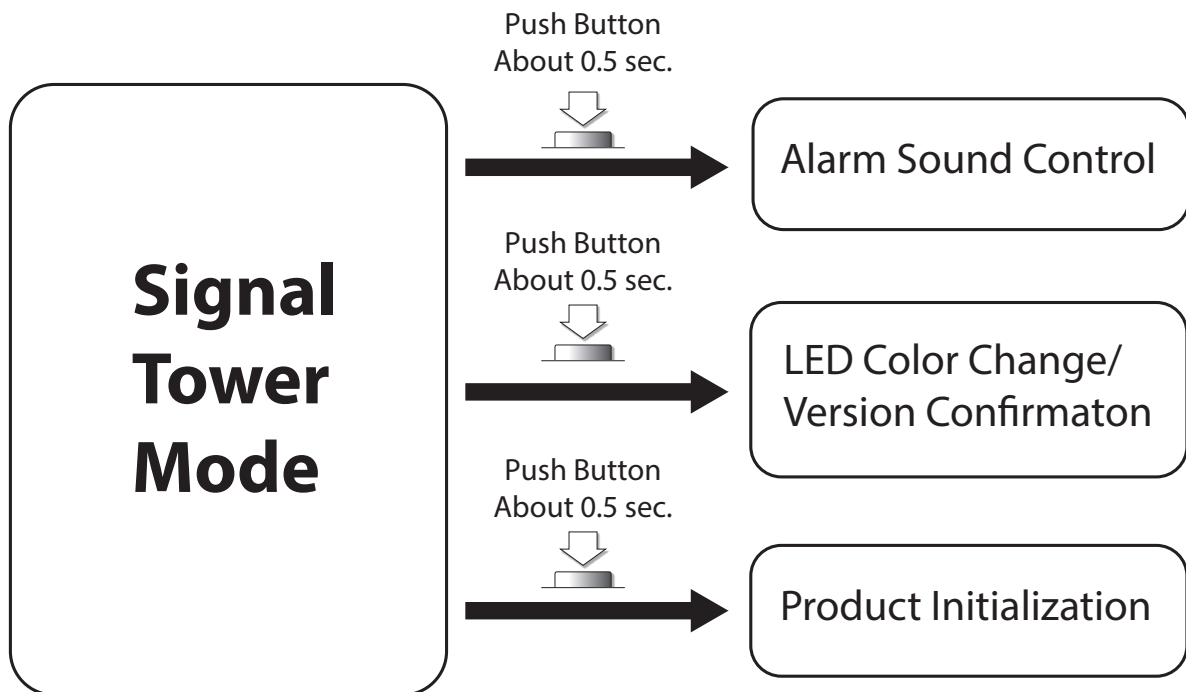 Signal
Tower
Mode
Push Button
About 0.5 sec.
Alarm Sound Control
Push Button
About 0.5 sec.
LED Color Change/
Version Confirmaton
Push Button
About 0.5 sec.
Product Initialization